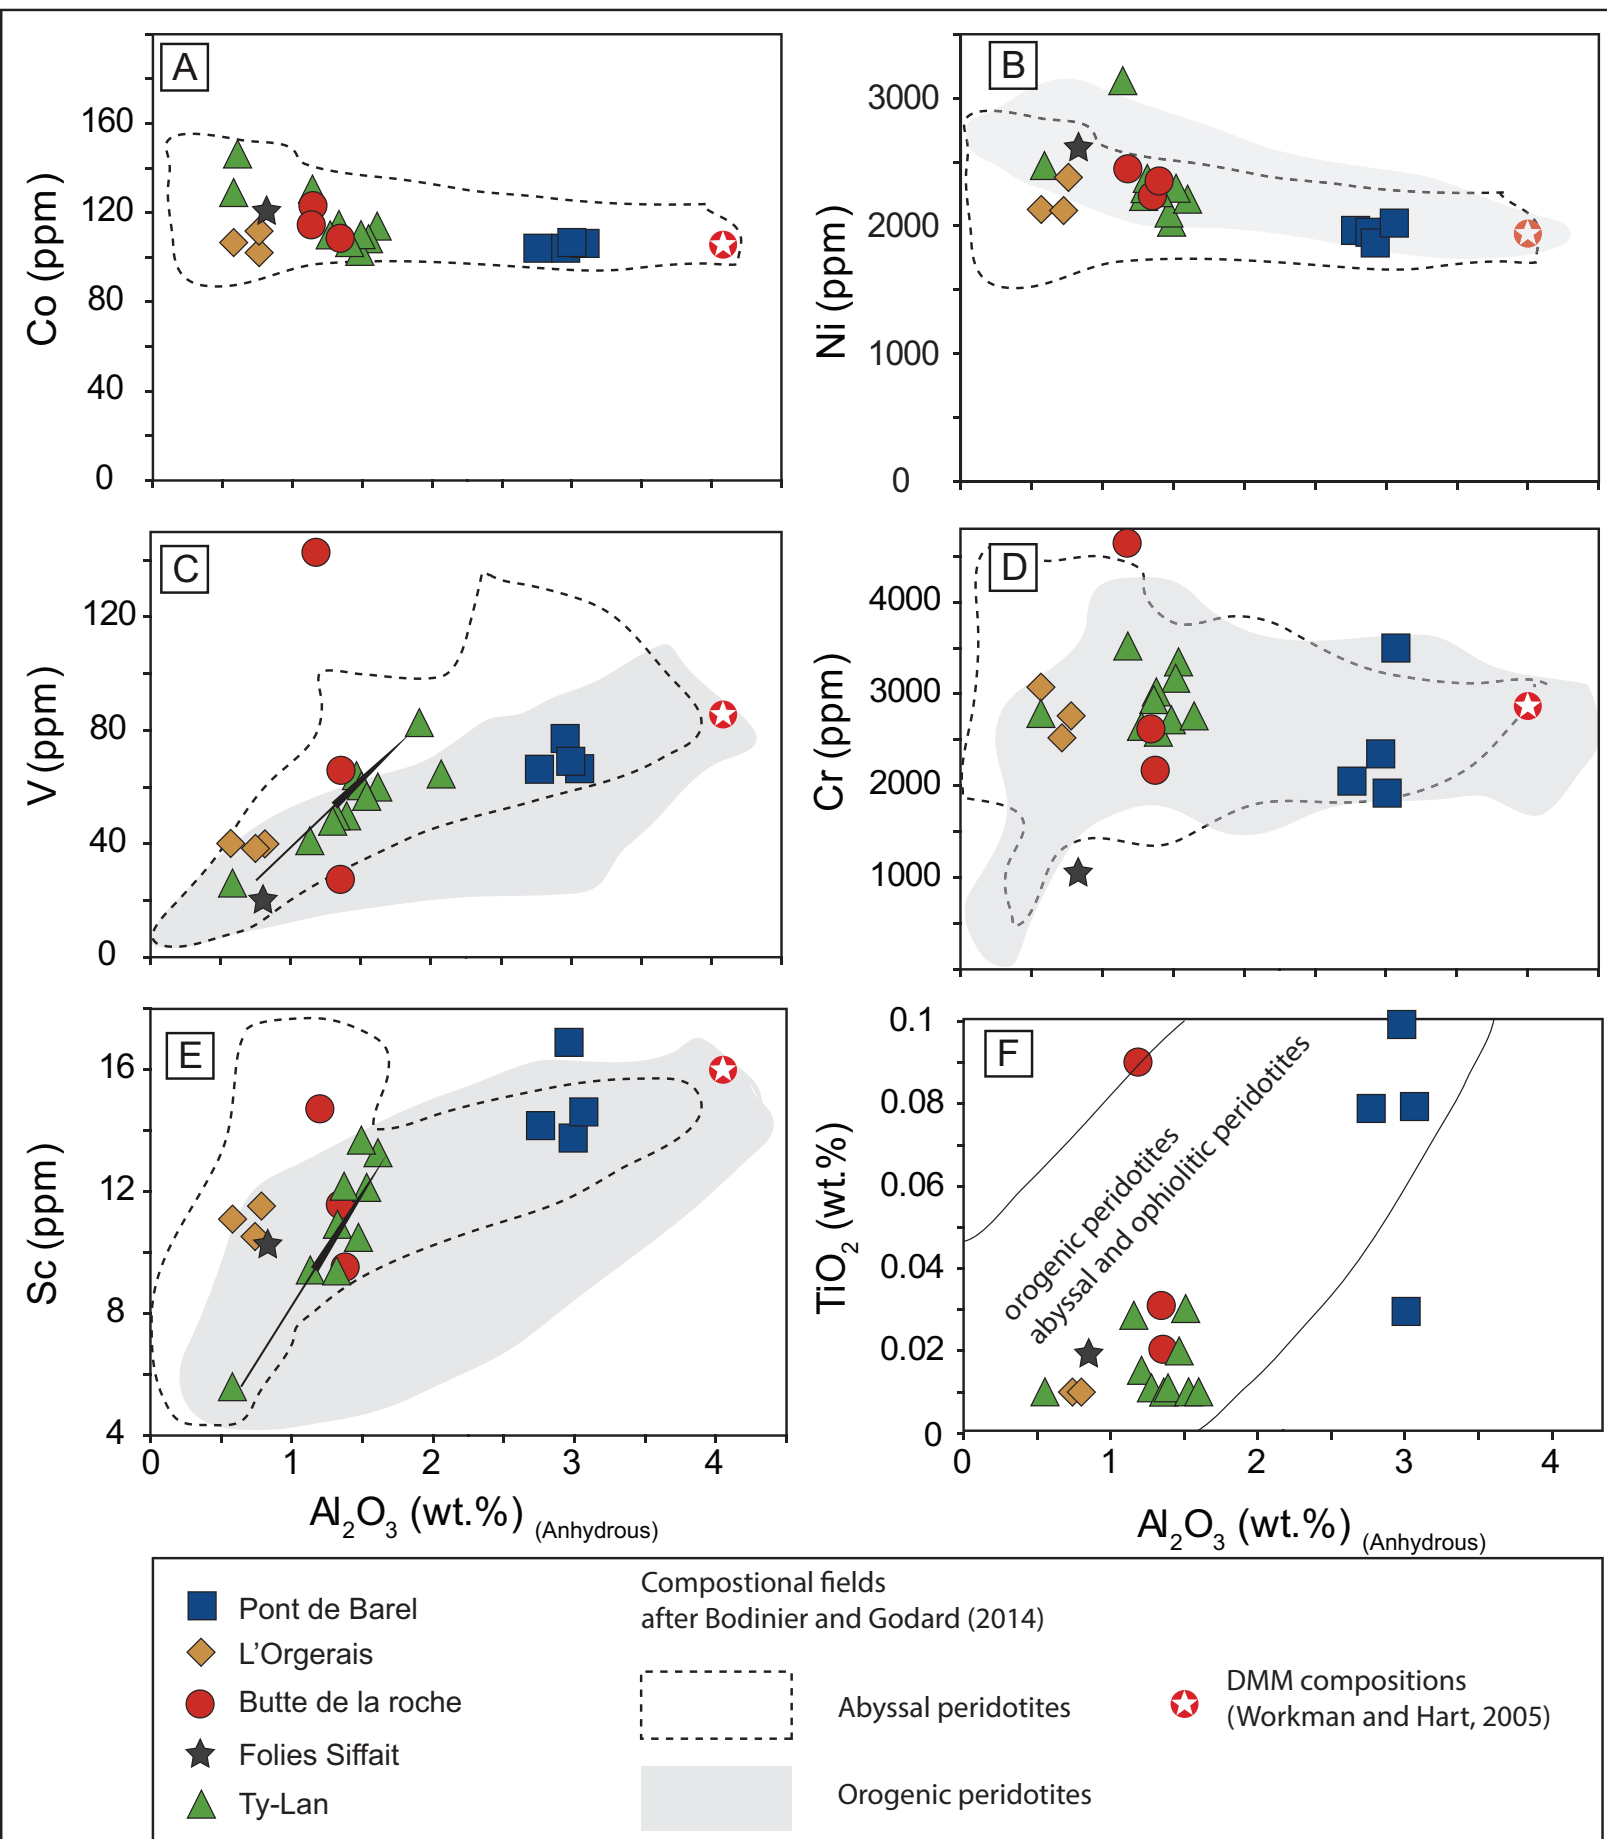 A
160
120
80
40
0
Co (ppm)
B
3000
2000
1000
0
Ni (ppm)
C
120
80
40
0
V (ppm)
D
4000
3000
2000
1000
Cr (ppm)
E
16
12
8
4
Sc (ppm)
0 1 2 3 4
Al2O3 (wt.%) (Anhydrous)
F
0.1
0.08
0.06
0.04
0.02
0
TiO2 (wt.%)
orogenic peridotites
abyssal and ophiolitic peridotites
0 1 2 3 4
Al2O3 (wt.%) (Anhydrous)
Pont de Barel
L'Orgerais
Butte de la roche
Folies Siffait
Ty-Lan
Compostional fields
after Bodinier and Godard (2014)
Abyssal peridotites
Orogenic peridotites
DMM compositions
(Workman and Hart, 2005)